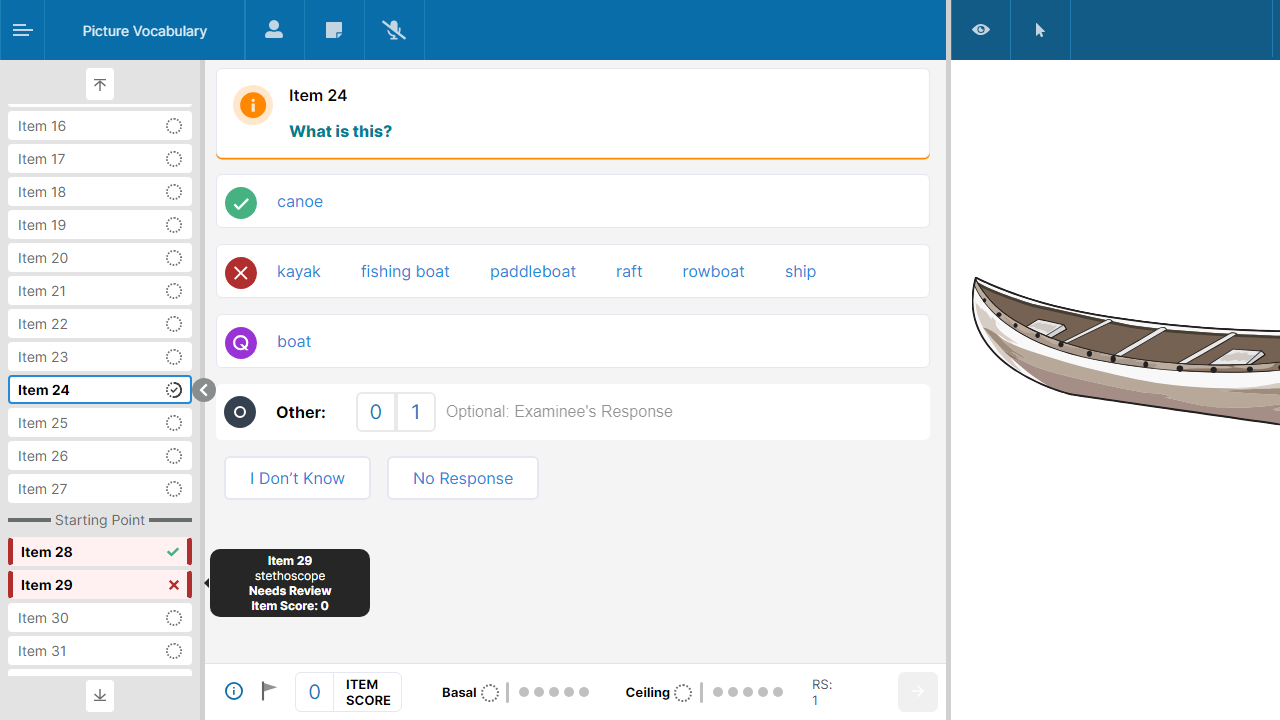 Picture Vocabulary
Item 16
Item 17
Item 18
Item 19
Item 20
Item 21
Item 22
Item 23
Item 24
Item 25
Item 26
Item 27
Starting Point
Item 28
Item 29
Item 30
Item 31
Item 24
What is this?
canoe
kayak fishing boat paddleboat raft rowboat ship
Q boat
Other: 0 1 Optional: Examinee's Response
I Don’t Know No Response
Item 29
stethoscope
Needs Review
Item Score: 0
0 ITEM SCORE
Basal Ceiling
RS:
1